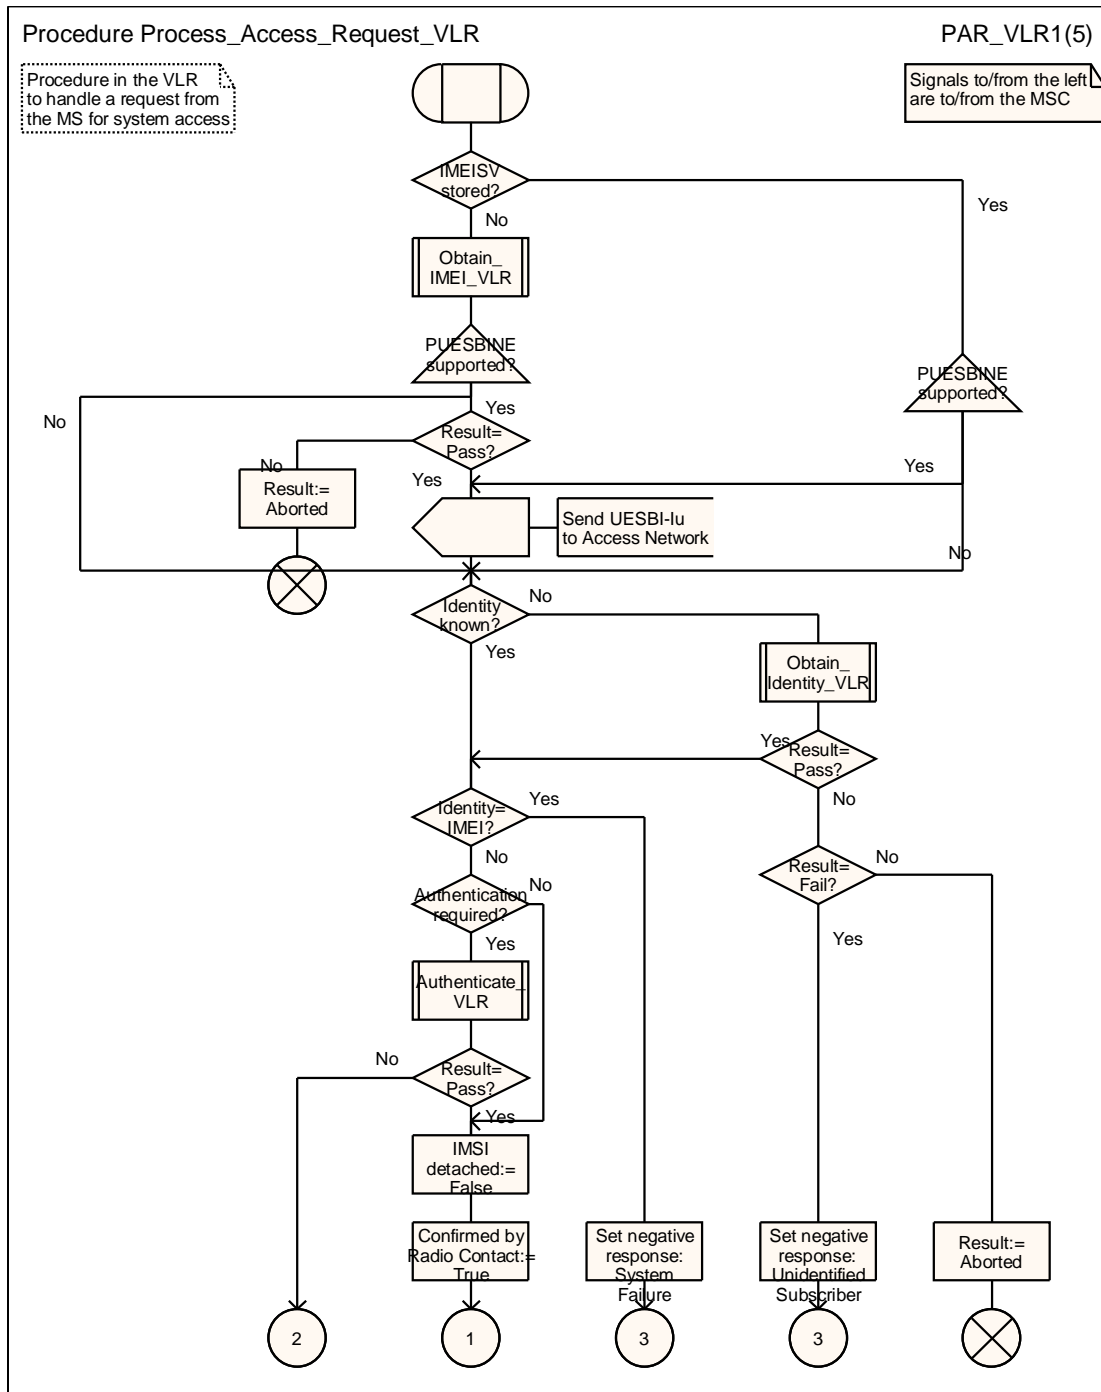 Procedure Process_Access_Request_VLR
PAR_VLR1(5)
Procedure in the VLR
to handle a request from
the MS for system access
Signals to/from the left
are to/from the MSC
IMEISV
stored?
Yes
No
Obtain_
IMEI_VLR
PUESBINE
supported?
PUESBINE
supported?
No
Yes
Result=
Pass?
No
Yes
Yes
Result:=
Aborted
Send UESBI-Iu
to Access Network
No
Identity
known?
No
Yes
Obtain_
Identity_VLR
Yes
Result=
Pass?
No
Identity=
IMEI?
Yes
No
Result=
Fail?
No
Yes
Authentication
required?
No
Yes
Authenticate_
VLR
No
Result=
Pass?
Yes
IMSI
detached:=
False
Confirmed by
Radio Contact:=
True
Set negative
response:
System
Failure
Set negative
response:
Unidentified
Subscriber
Result:=
Aborted
2
1
3
3